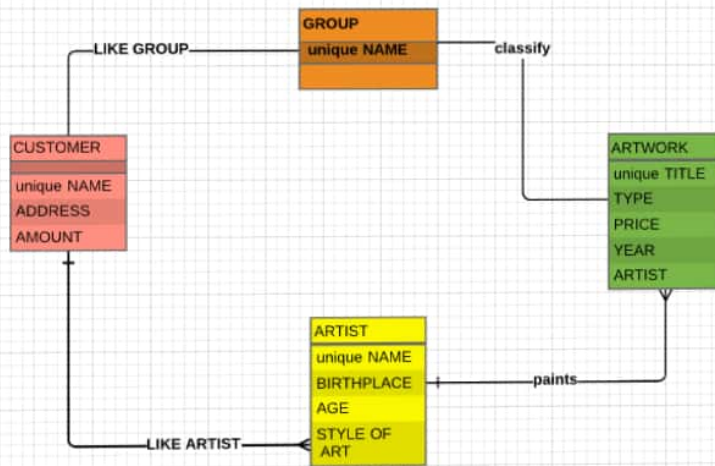 GROUP
unique NAME
LIKE GROUP
classify
CUSTOMER
unique NAME
ADDRESS
AMOUNT
ARTWORK
unique TITLE
TYPE
PRICE
YEAR
ARTIST
ARTIST
unique NAME
BIRTHPLACE
AGE
STYLE OF
ART
paints
LIKE ARTIST